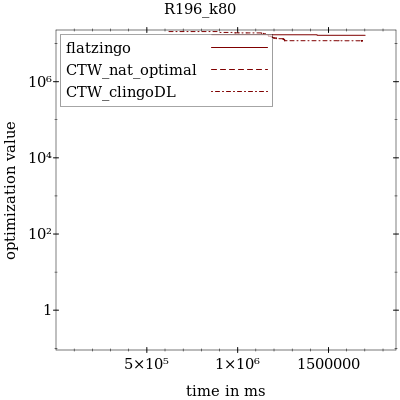 R196_k80
flatzingo
CTW_nat_optimal
CTW_clingoDL
10⁶
10⁴
10²
1
optimization value
5×10⁵ 1×10⁶ 1500000
time in ms